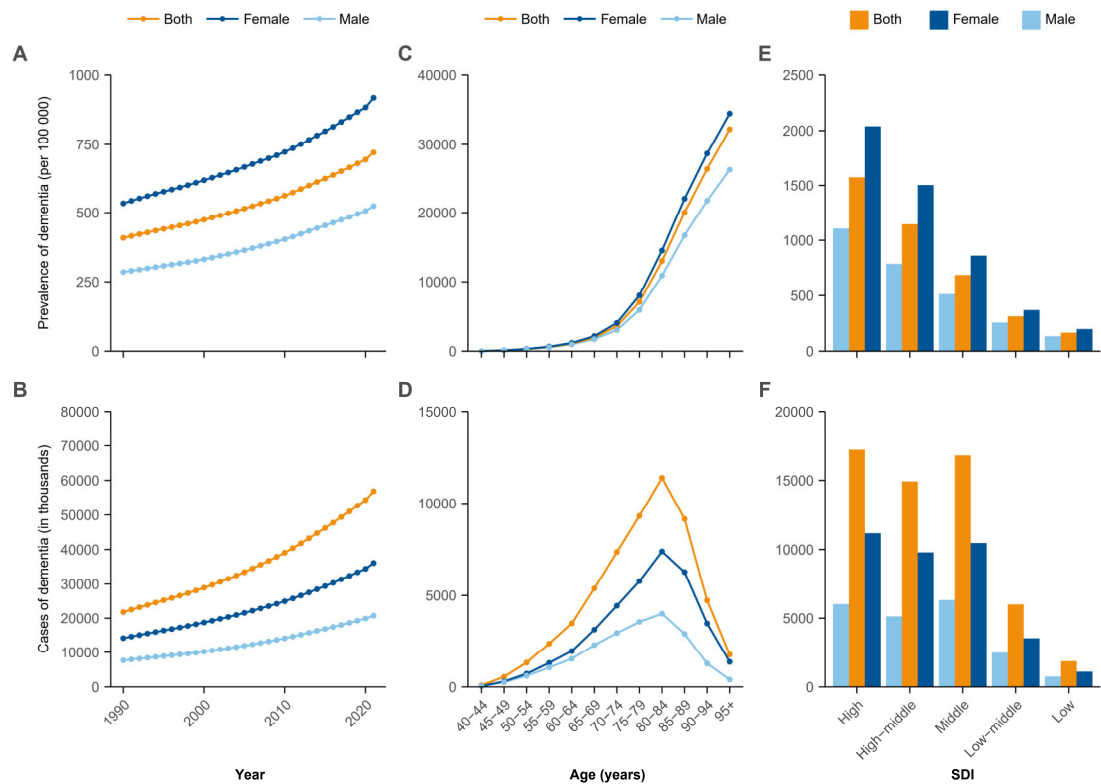 Both Female Male
Both Female Male
Both Female Male
A
Prevalence of dementia (per 100 000)
1000
750
500
250
0
1990
2000
2010
2020
C
40000
30000
20000
10000
0
E
2500
2000
1500
1000
500
0
B
Cases of dementia (in thousands)
80000
70000
60000
50000
40000
30000
20000
10000
0
1990
2000
2010
2020
Year
D
15000
10000
5000
0
40–44
45–49
50–54
55–59
60–64
65–69
70–74
75–79
80–84
85–89
90–94
95+
Age (years)
F
20000
15000
10000
5000
0
High
High–middle
Middle
Low–middle
Low
SDI